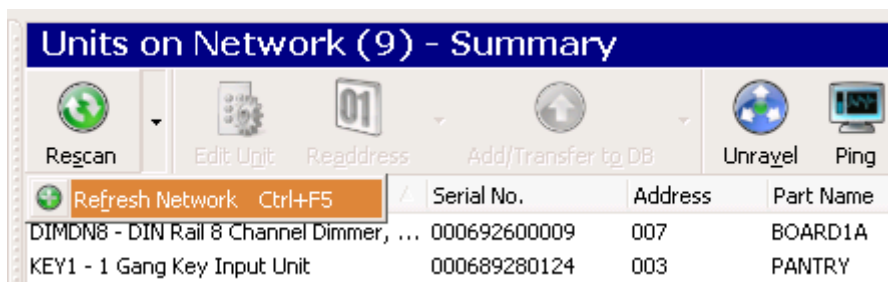 Units on Network (9) - Summary
01
Rescan Edit Unit Readdress Add/Transfer to DB Unravel Ping
Refresh Network Ctrl+F5 Serial No. Address Part Name
DIMDN8 - DIN Rail 8 Channel Dimmer, ... 000692600009 007 BOARD1A
KEY1 - 1 Gang Key Input Unit 000689280124 003 PANTRY